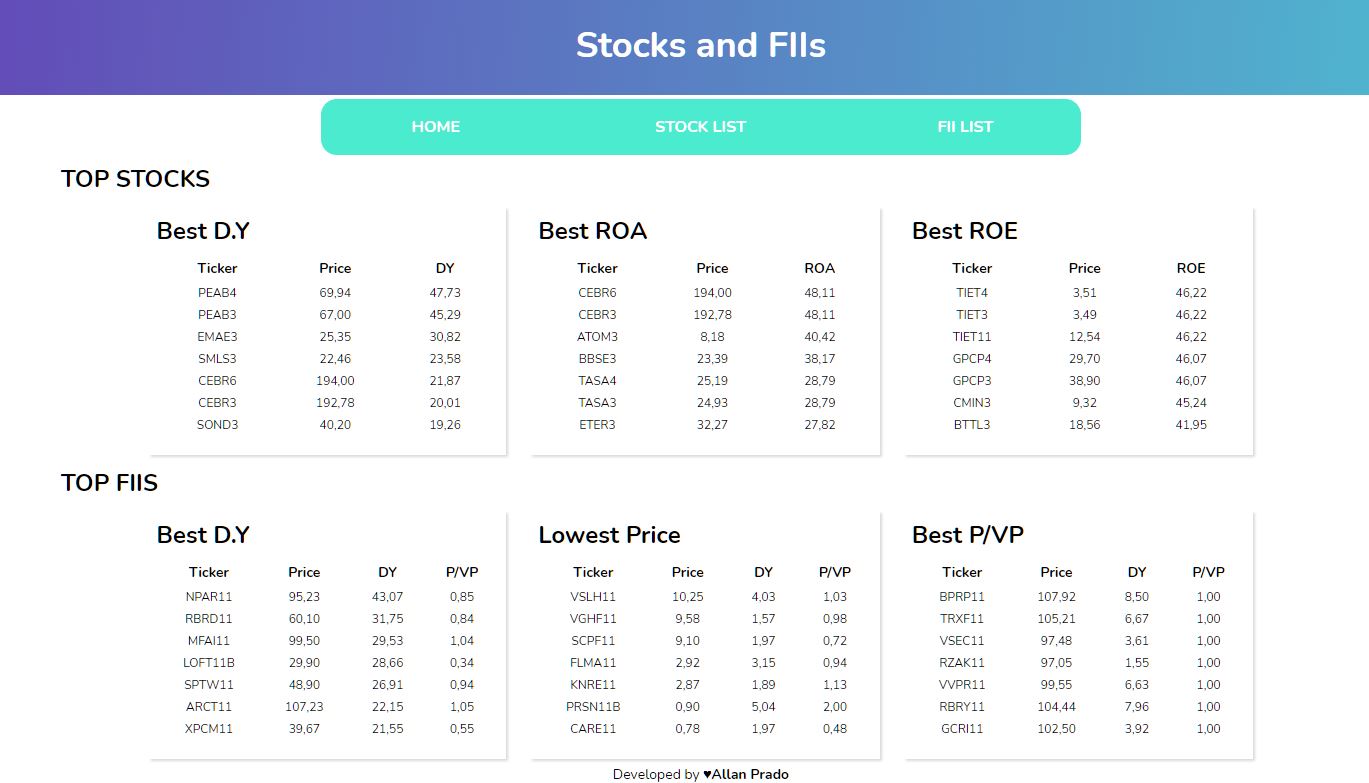 Stocks and FIIs
HOME STOCK LIST FII LIST
TOP STOCKS
Best D.Y
Ticker Price DY
PEAB4 69,94 47,73
PEAB3 67,00 45,29
EMAE3 25,35 30,82
SMLS3 22,46 23,58
CEBR6 194,00 21,87
CEBR3 192,78 20,01
SOND3 40,20 19,26
Best ROA
Ticker Price ROA
CEBR6 194,00 48,11
CEBR3 192,78 48,11
ATOM3 8,18 40,42
BBSE3 23,39 38,17
TASA4 25,19 28,79
TASA3 24,93 28,79
ETER3 32,27 27,82
Best ROE
Ticker Price ROE
TIET4 3,51 46,22
TIET3 3,49 46,22
TIET11 12,54 46,22
GPCP4 29,70 46,07
GPCP3 38,90 46,07
CMIN3 9,32 45,24
BTTL3 18,56 41,95
TOP FIIS
Best D.Y
Ticker Price DY P/VP
NPAR11 95,23 43,07 0,85
RBRD11 60,10 31,75 0,84
MFAI11 99,50 29,53 1,04
LOFT11B 29,90 28,66 0,34
SPTW11 48,90 26,91 0,94
ARCT11 107,23 22,15 1,05
XPCM11 39,67 21,55 0,55
Lowest Price
Ticker Price DY P/VP
VSLH11 10,25 4,03 1,03
VGHF11 9,58 1,57 0,98
SCPF11 9,10 1,97 0,72
FLMA11 2,92 3,15 0,94
KNRE11 2,87 1,89 1,13
PRSN11B 0,90 5,04 2,00
CARE11 0,78 1,97 0,48
Best P/VP
Ticker Price DY P/VP
BPRP11 107,92 8,50 1,00
TRXF11 105,21 6,67 1,00
VSEC11 97,48 3,61 1,00
RZAK11 97,05 1,55 1,00
VVPR11 99,55 6,63 1,00
RBRY11 104,44 7,96 1,00
GCRI11 102,50 3,92 1,00
Developed by ♥Allan Prado